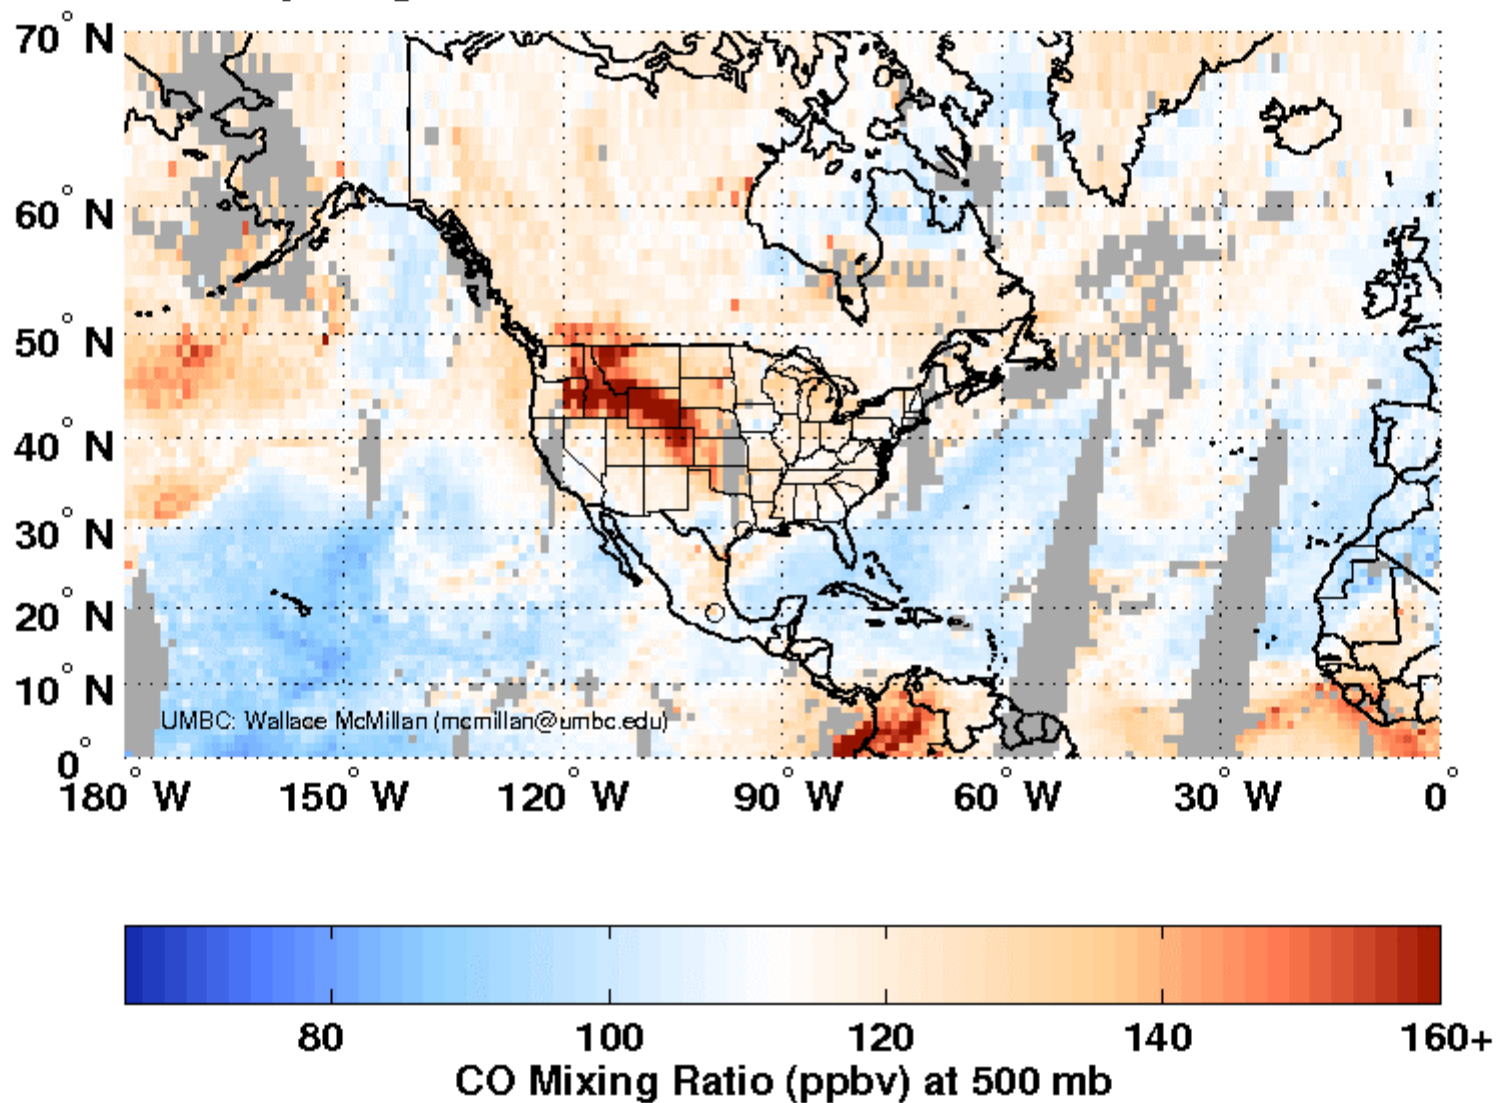 70° N
60° N
50° N
40° N
30° N
20° N
10° N
UMBC: Wallace McMillan (mcmillan@umbc.edu)
0°
180° W 150° W 120° W 90° W 60° W 30° W 0°
80 100 120 140 160+
CO Mixing Ratio (ppbv) at 500 mb